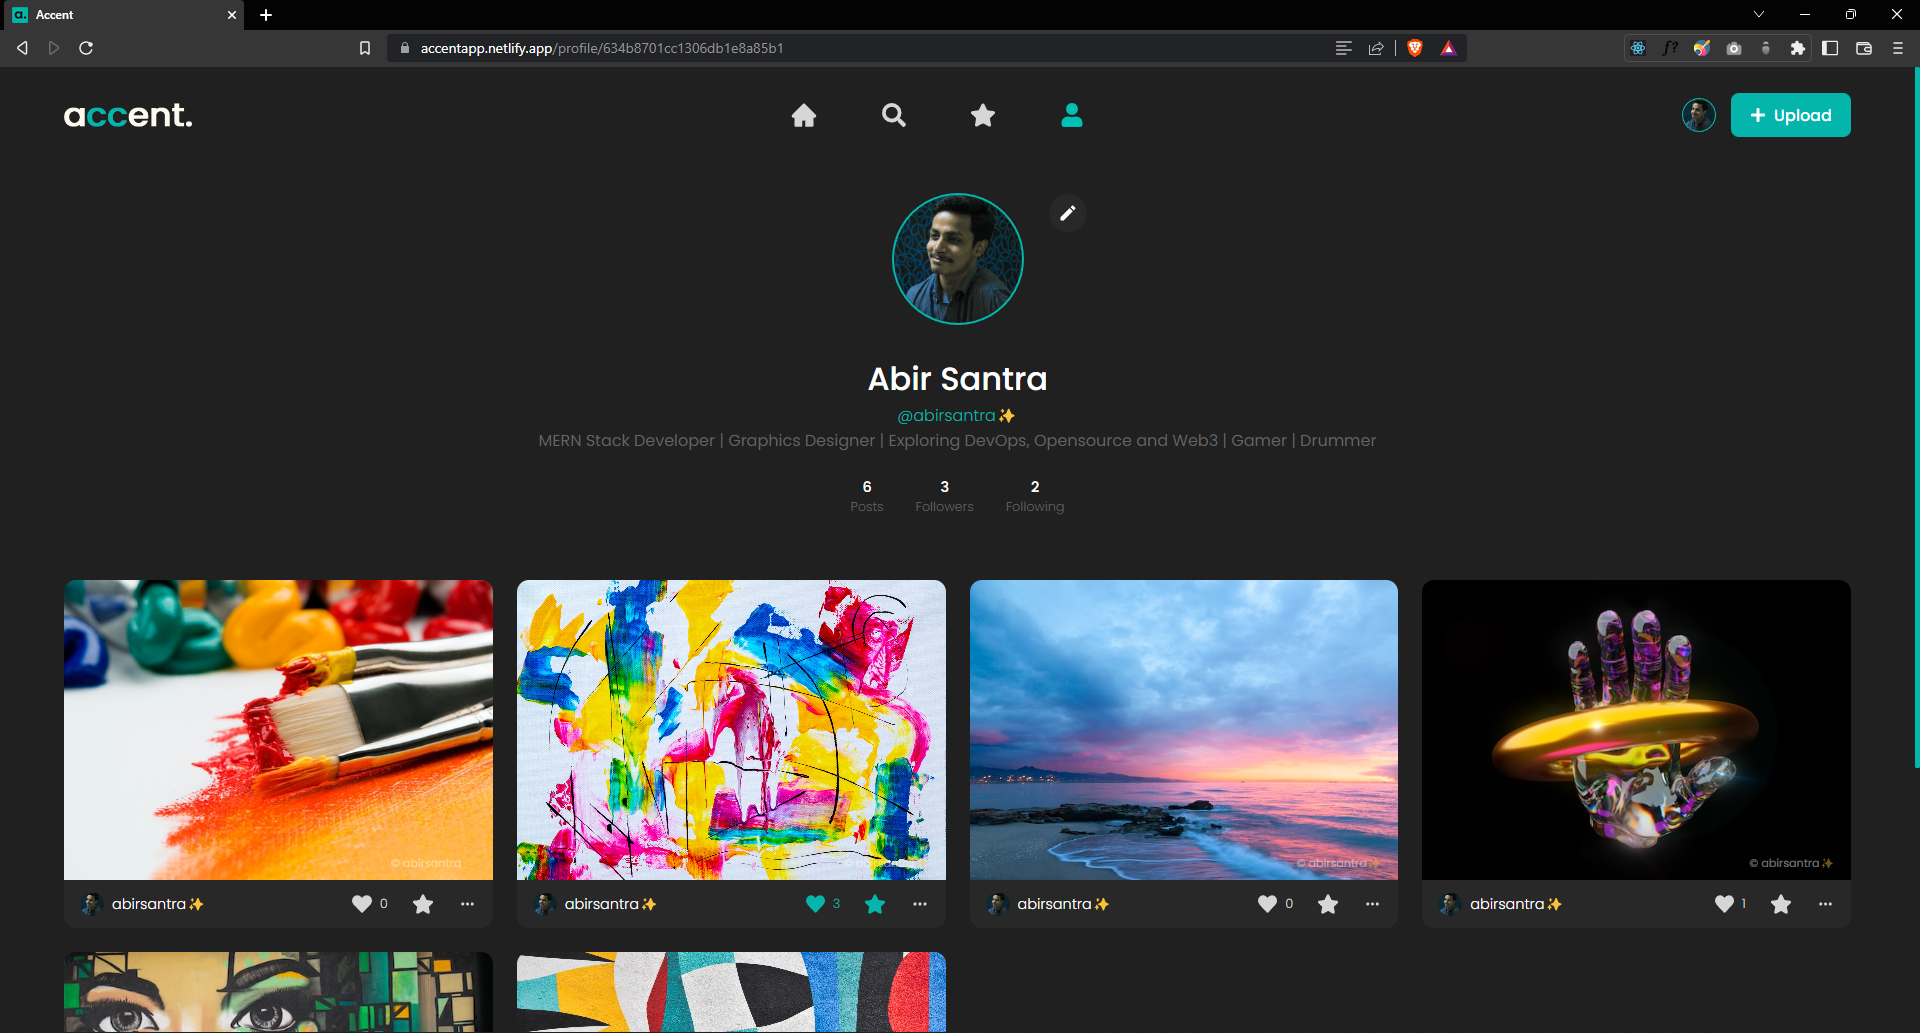 Accent
accentapp.netlify.app/profile/634b8701cc1306db1e8a85b1
f?
accent.
+ Upload
Abir Santra
@abirsantra✨
MERN Stack Developer | Graphics Designer | Exploring DevOps, Opensource and Web3 | Gamer | Drummer
6 3 2
Posts Followers Following
© abirsantra
© abirsantra
© abirsantra✨
© abirsantra✨
abirsantra✨ 0
abirsantra✨ 3
abirsantra✨ 0
abirsantra✨ 1